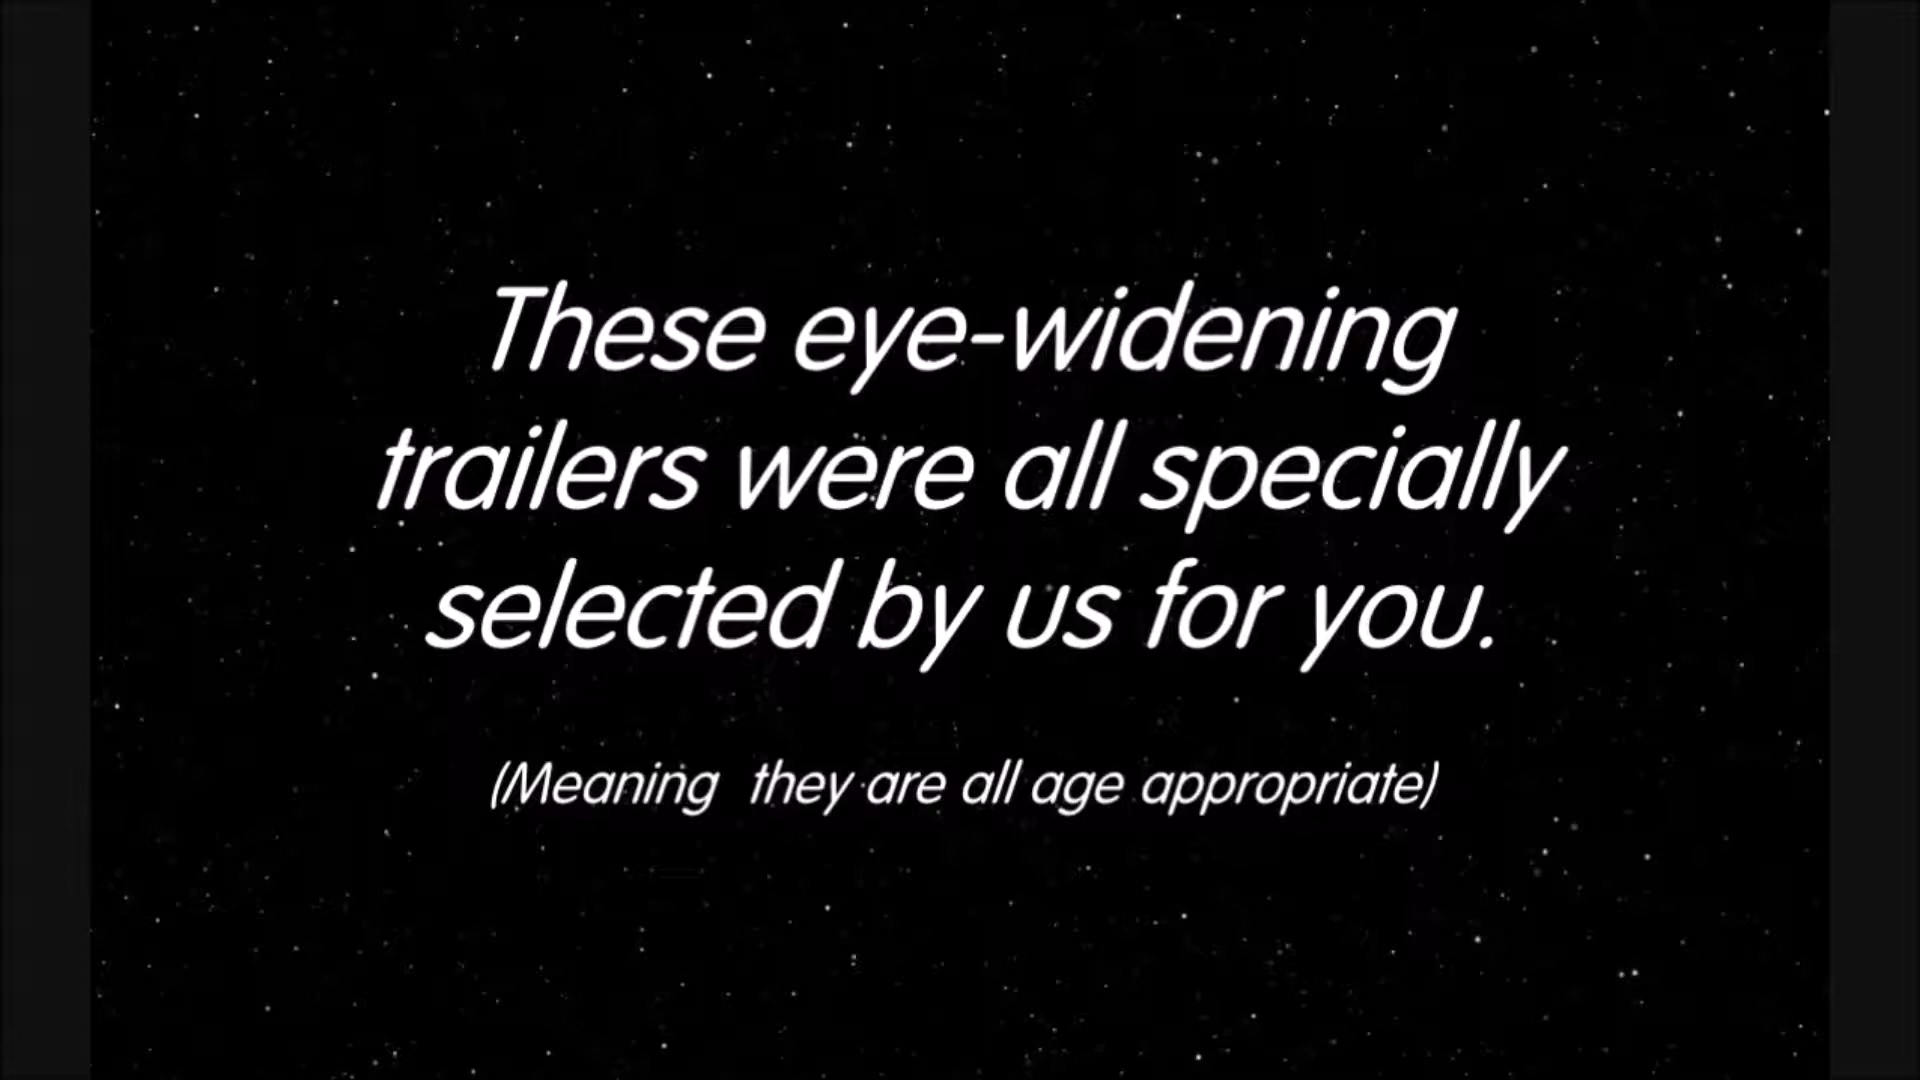 These eye-widening
trailers were all specially
selected by us for you.
(Meaning  they are all age appropriate)